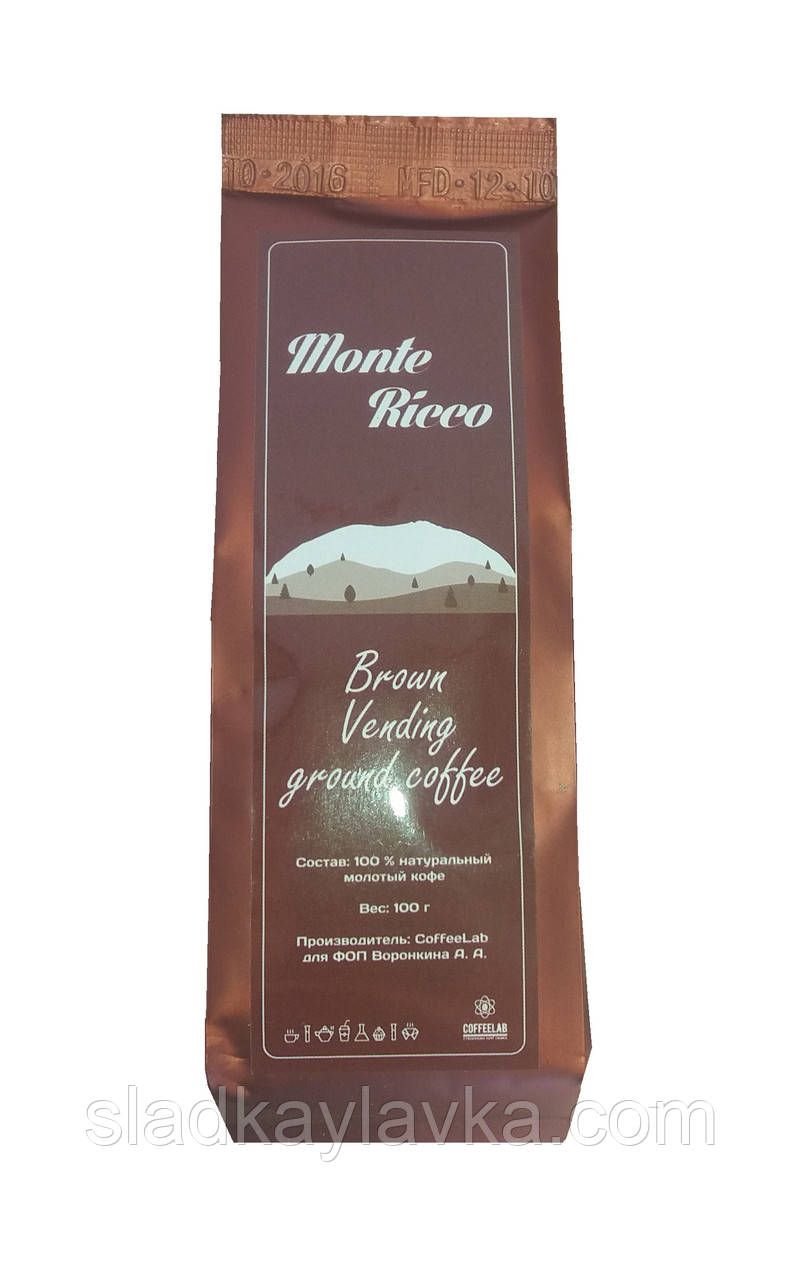 10·2016 MFD·12·10
Monte
Ricco
Brown
Vending
ground coffee
Состав: 100 % натуральный
молотый кофе
Вес: 100 г
Производитель: CoffeeLab
для ФОП Воронкина А. А.
COFFEELAB
sladkaylavka.com